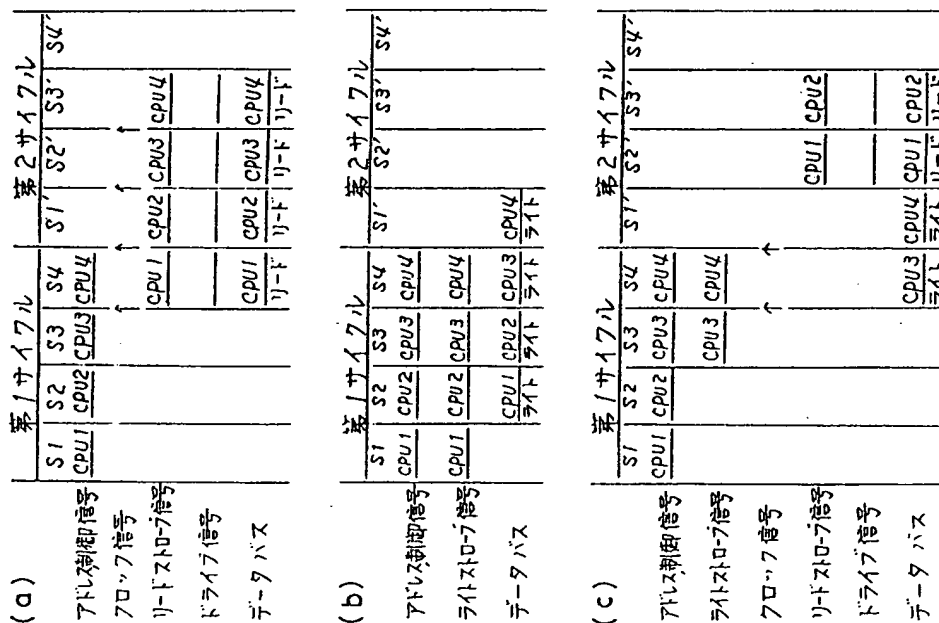 (a)
第1サイクル 第2サイクル
S1 S2 S3 S4 S1' S2' S3' S4'
アドレス制御信号 CPU1 CPU2 CPU3 CPU4
クロック信号
リードストローブ信号 CPU1 CPU2 CPU3 CPU4
ドライブ信号
データバス CPU1 CPU2 CPU3 CPU4
リード リード リード リード
(b)
第1サイクル 第2サイクル
S1 S2 S3 S4 S1' S2' S3' S4'
アドレス制御信号 CPU1 CPU2 CPU3 CPU4
ライトストローブ信号 CPU1 CPU2 CPU3 CPU4
データバス CPU1 CPU2 CPU3 CPU4
ライト ライト ライト ライト
(c)
第1サイクル 第2サイクル
S1 S2 S3 S4 S1' S2' S3' S4'
アドレス制御信号 CPU1 CPU2 CPU3 CPU4
ライトストローブ信号 CPU3 CPU4
クロック信号
リードストローブ信号 CPU1 CPU2
ドライブ信号
データバス CPU3 CPU4 CPU1 CPU2
ライト ライト リード リード